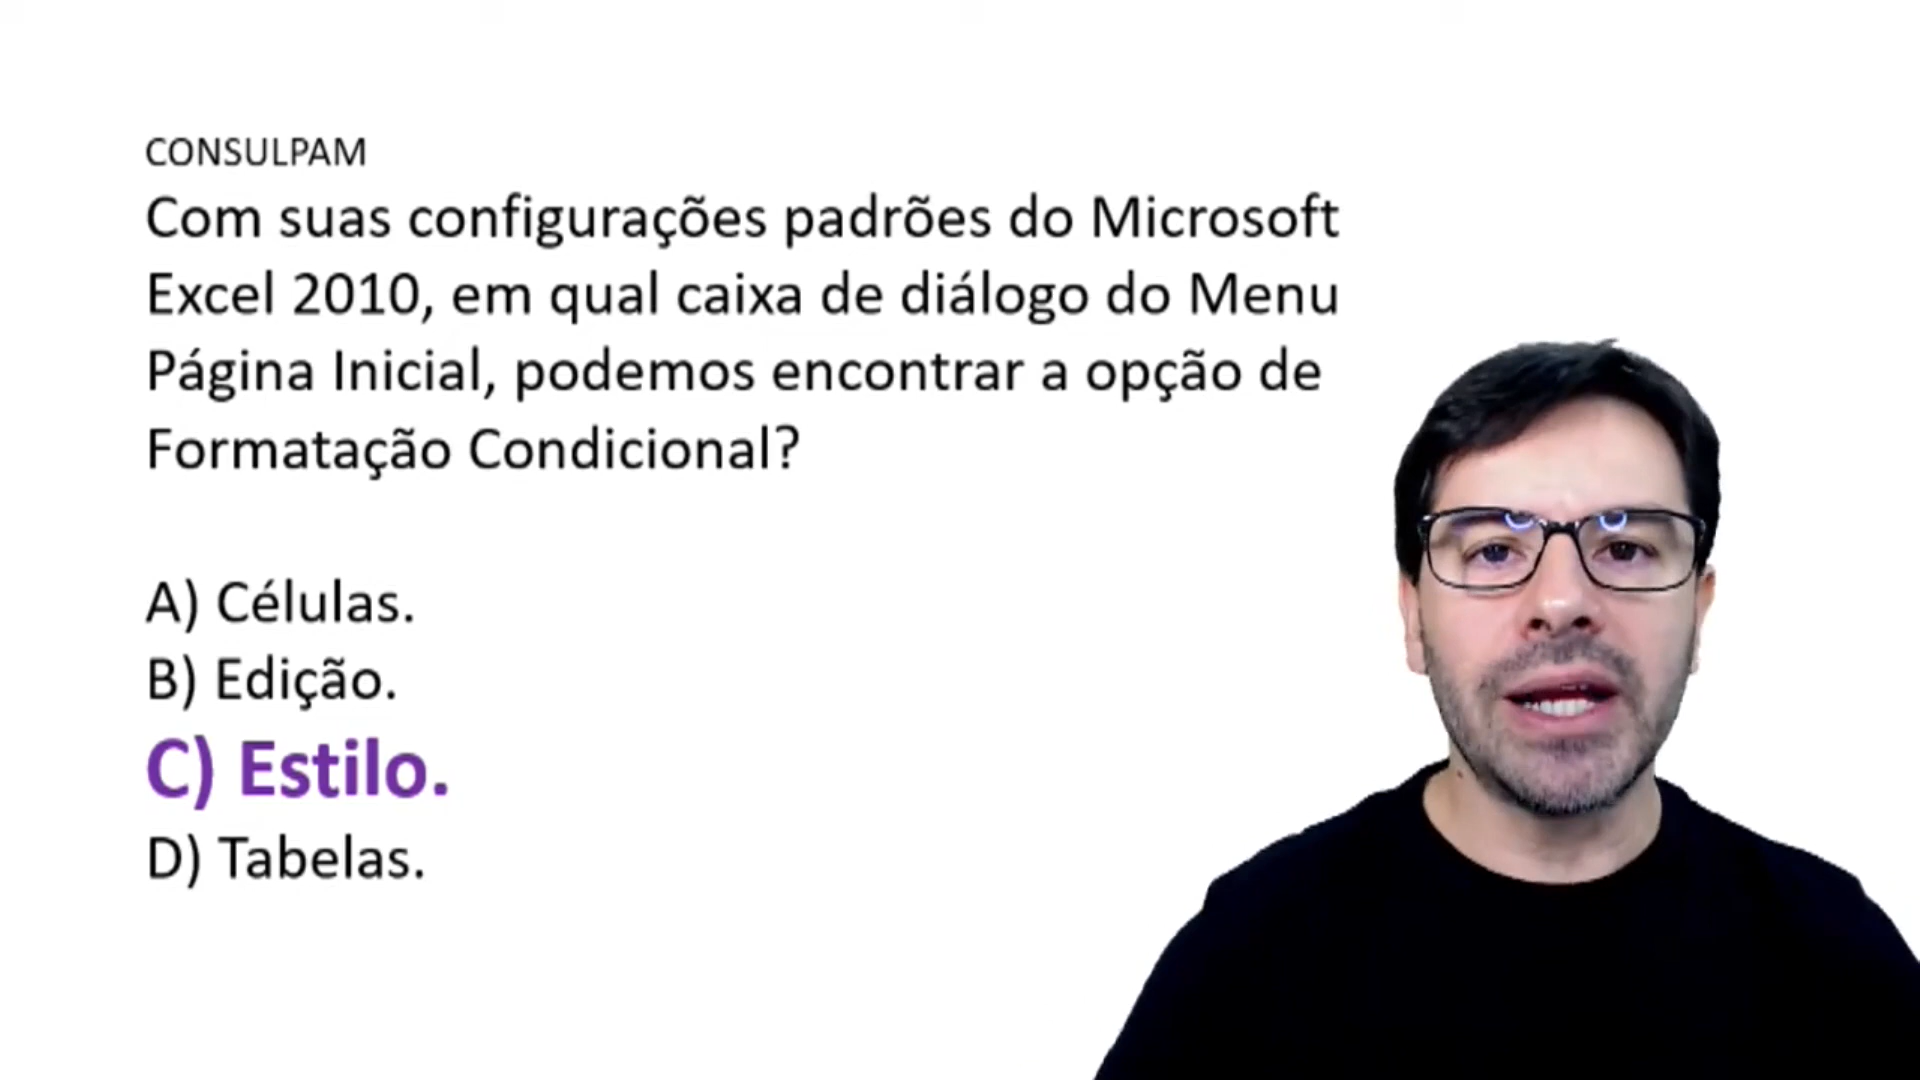 CONSULPAM
Com suas configurações padrões do Microsoft
Excel 2010, em qual caixa de diálogo do Menu
Página Inicial, podemos encontrar a opção de
Formatação Condicional?
A) Células.
B) Edição.
C) Estilo.
D) Tabelas.